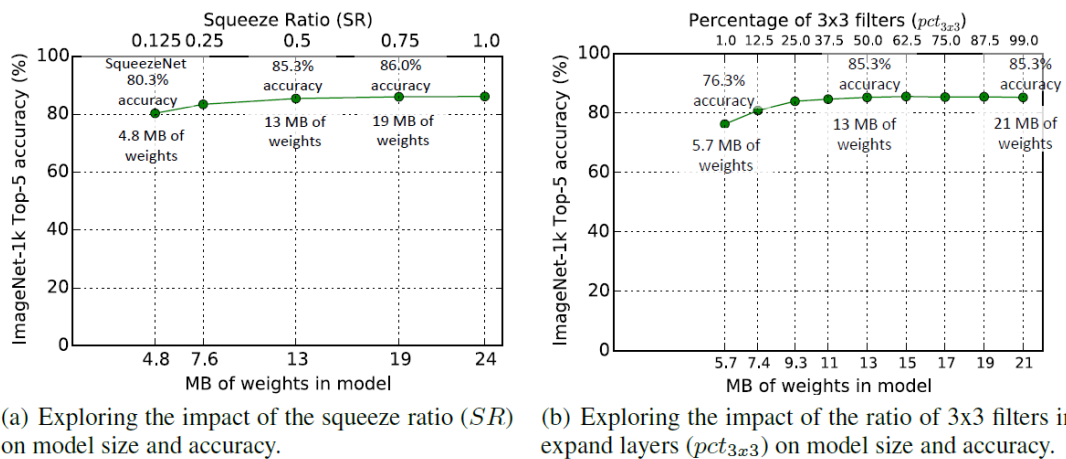 Squeeze Ratio (SR)
0.125 0.25 0.5 0.75 1.0
100
80
60
40
20
0
ImageNet-1k Top-5 accuracy (%)
SqueezeNet
80.3%
accuracy
4.8 MB of
weights
85.3%
accuracy
13 MB of
weights
86.0%
accuracy
19 MB of
weights
4.8 7.6 13 19 24
MB of weights in model
(a) Exploring the impact of the squeeze ratio (SR)
on model size and accuracy.
Percentage of 3x3 filters (pct3x3)
1.0 12.5 25.0 37.5 50.0 62.5 75.0 87.5 99.0
100
80
60
40
20
0
ImageNet-1k Top-5 accuracy (%)
76.3%
accuracy
5.7 MB of
weights
85.3%
accuracy
13 MB of
weights
85.3%
accuracy
21 MB of
weights
5.7 7.4 9.3 11 13 15 17 19 21
MB of weights in model
(b) Exploring the impact of the ratio of 3x3 filters in
expand layers (pct3x3) on model size and accuracy.